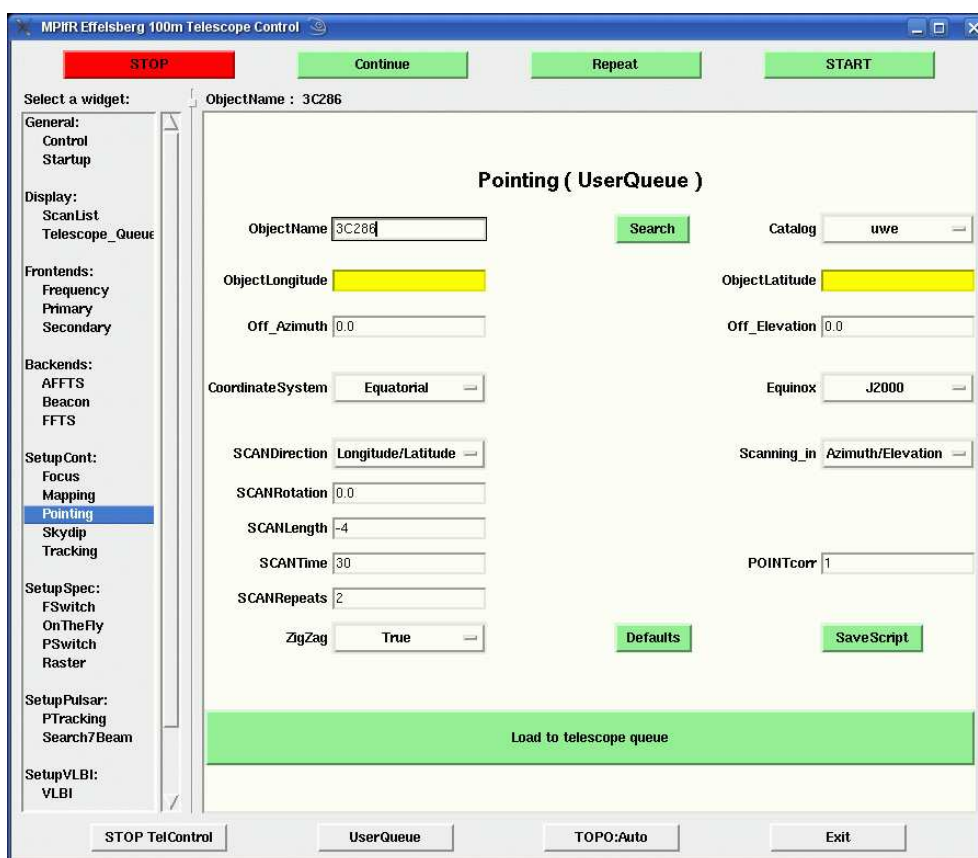 MPIfR Effelsberg 100m Telescope Control
STOP
Continue
Repeat
START
Select a widget:
ObjectName : 3C286
General:
Control
Startup
Display:
ScanList
Telescope_Queue
Frontends:
Frequency
Primary
Secondary
Backends:
AFFTS
Beacon
FFTS
SetupCont:
Focus
Mapping
Pointing
Skydip
Tracking
SetupSpec:
FSwitch
OnTheFly
PSwitch
Raster
SetupPulsar:
PTracking
Search7Beam
SetupVLBI:
VLBI
Pointing ( UserQueue )
ObjectName 3C286
Search
Catalog uwe
ObjectLongitude
ObjectLatitude
Off_Azimuth 0.0
Off_Elevation 0.0
CoordinateSystem Equatorial
Equinox J2000
SCANDirection Longitude/Latitude
Scanning_in Azimuth/Elevation
SCANRotation 0.0
SCANLength -4
SCANTime 30
POINTcorr 1
SCANRepeats 2
ZigZag True
Defaults
SaveScript
Load to telescope queue
STOP TelControl
UserQueue
TOPO:Auto
Exit